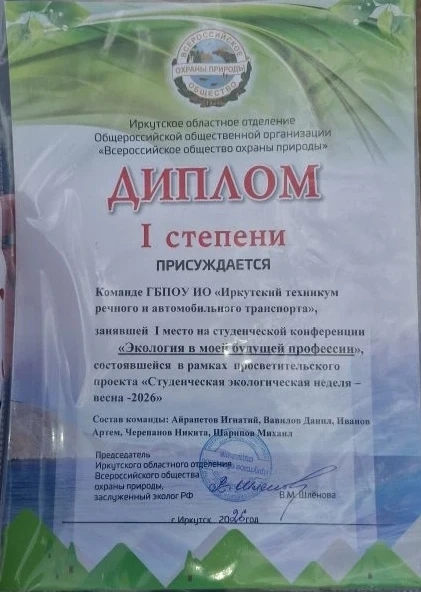 ВСЕРОССИЙСКОЕ
ОХРАНЫ ПРИРОДЫ
ОБЩЕСТВО
Иркутское областное отделение
Общероссийской общественной организации
«Всероссийское общество охраны природы»
ДИПЛОМ
I степени
ПРИСУЖДАЕТСЯ
Команде ГБПОУ ИО «Иркутский техникум
речного и автомобильного транспорта»,
занявшей I место на студенческой конференции
«Экология в моей будущей профессии»,
состоявшейся в рамках просветительского
проекта «Студенческая экологическая неделя –
весна -2026»
Состав команды: Айрапетов Игнатий, Вавилов Данил, Иванов
Артем, Черепанов Никита, Шарипов Михаил
Председатель
Иркутского областного отделения
Всероссийского общества
охраны природы,
заслуженный эколог РФ
В.М. Шлёнова
г Иркутск 2026 год